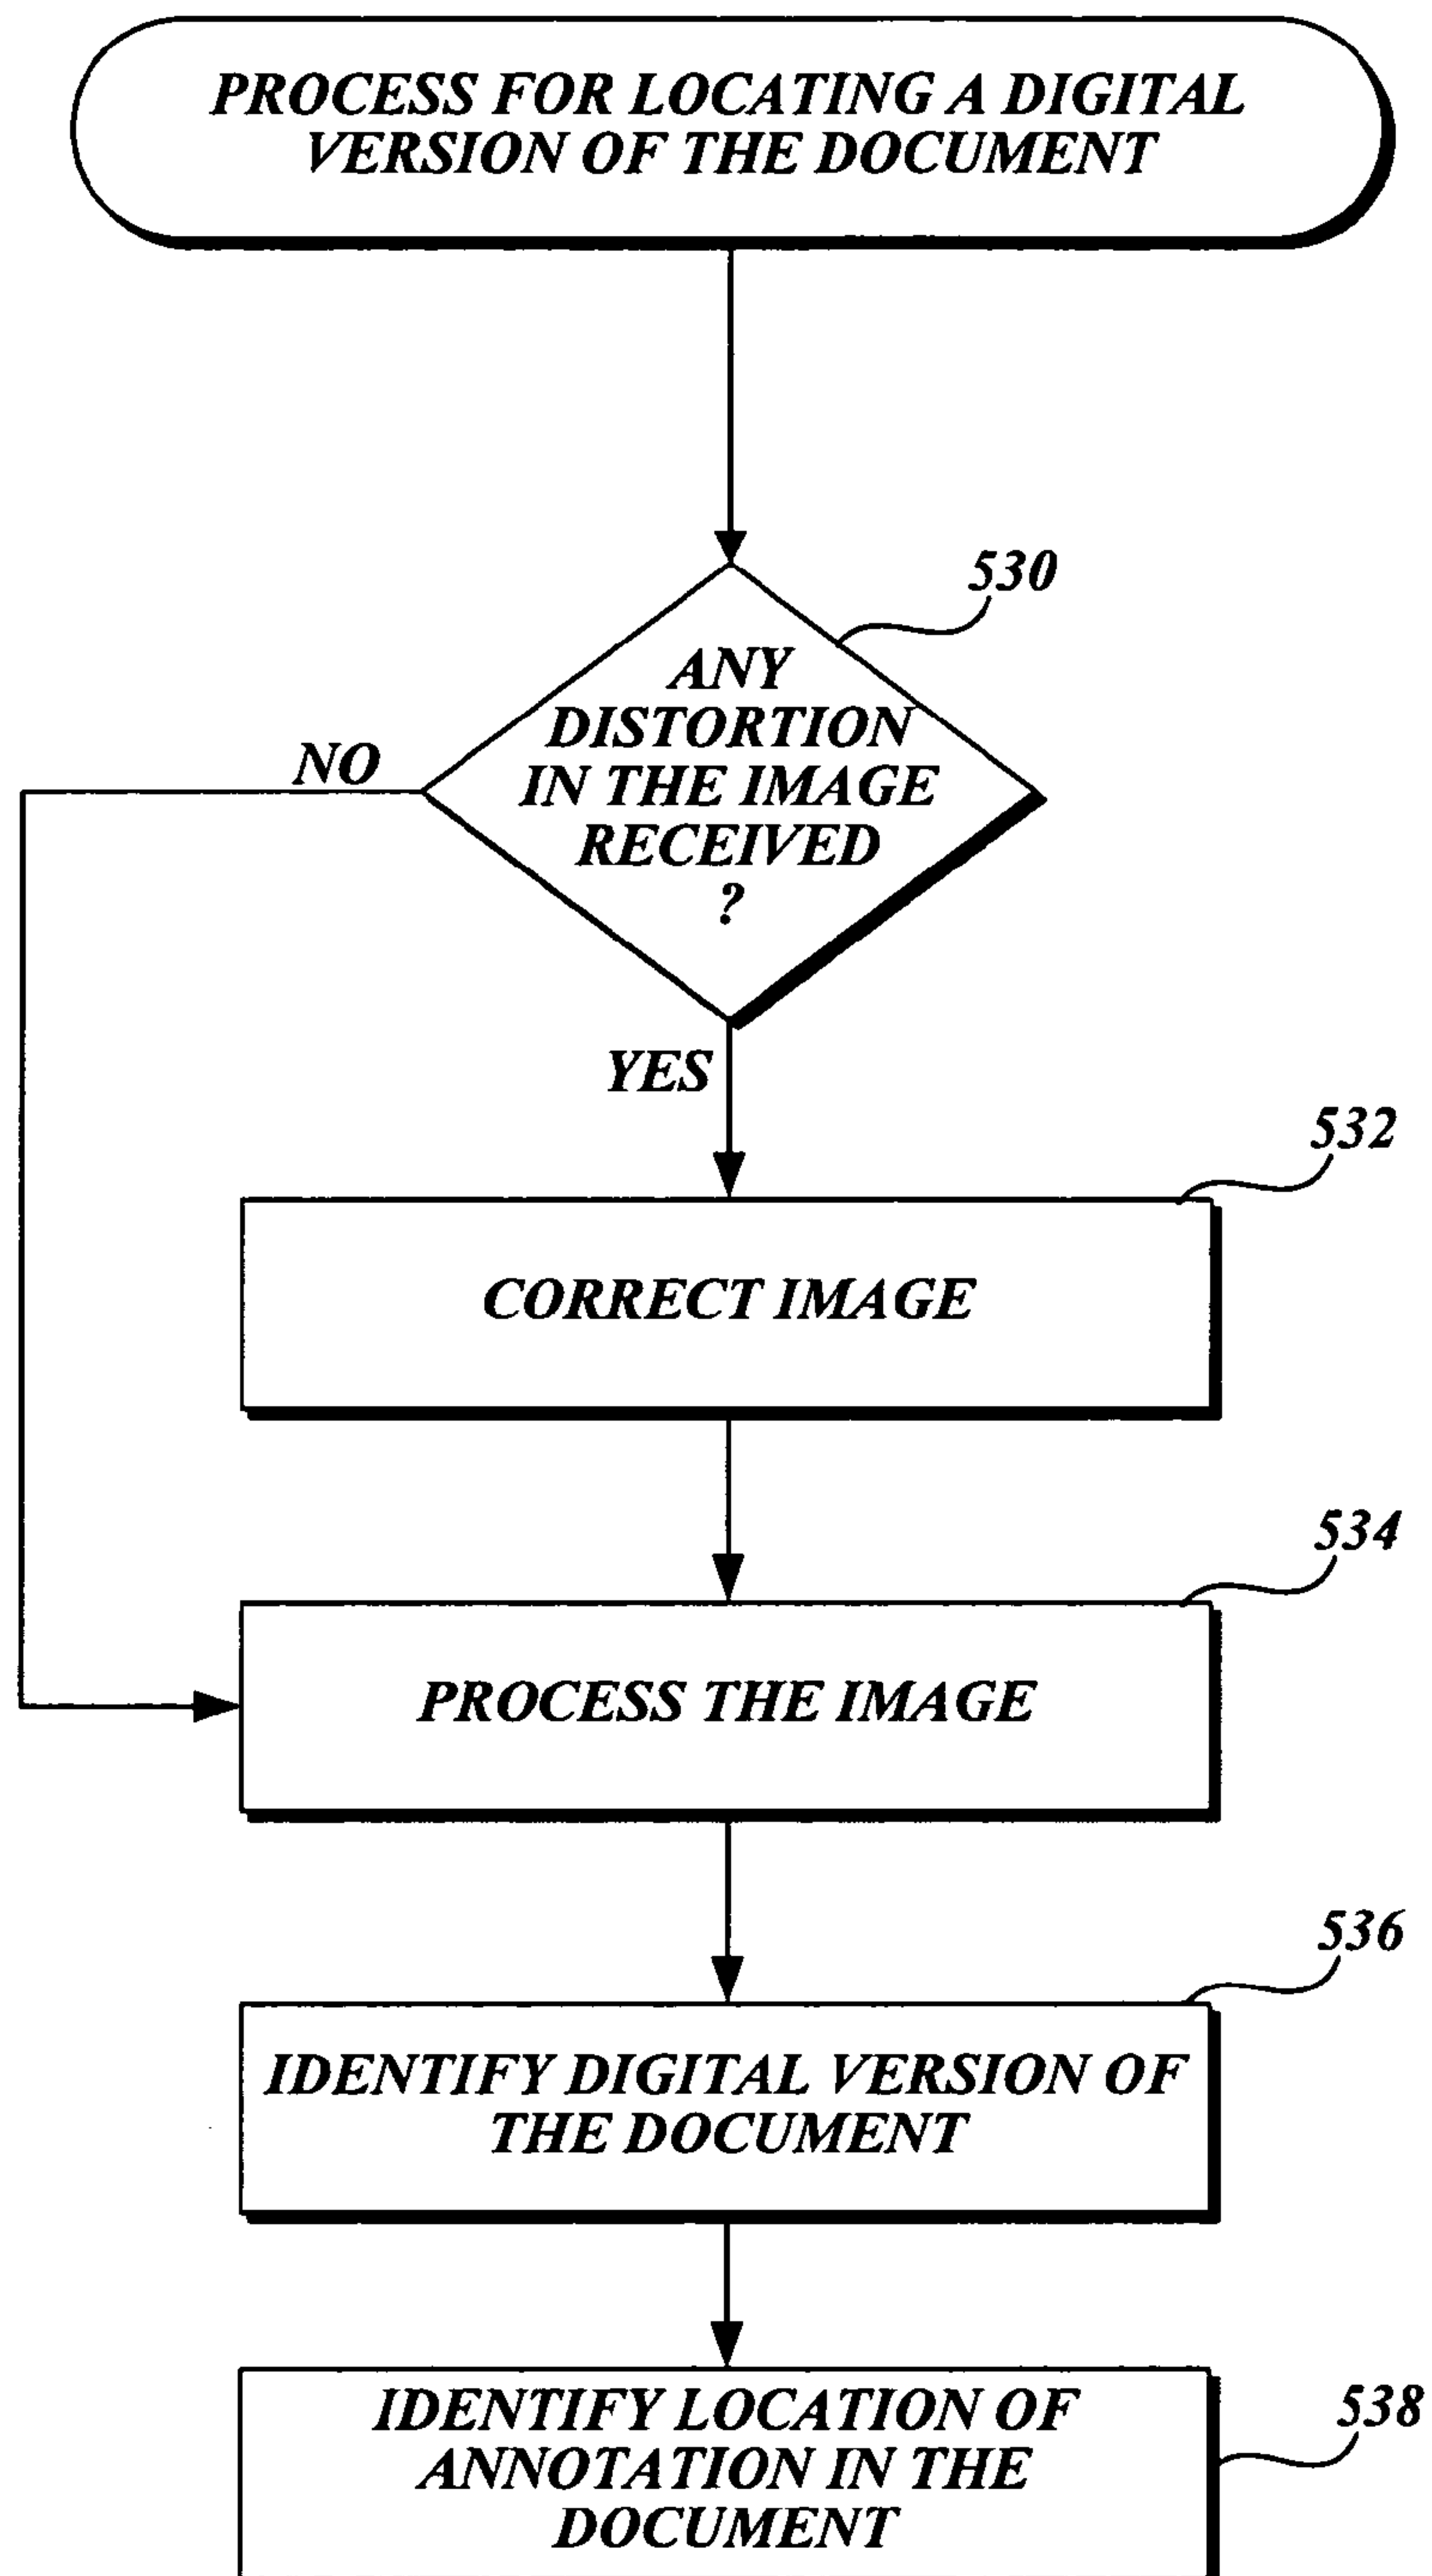 PROCESS FOR LOCATING A DIGITAL
VERSION OF THE DOCUMENT
530
ANY
DISTORTION
IN THE IMAGE
RECEIVED
?
NO
YES
532
CORRECT IMAGE
534
PROCESS THE IMAGE
536
IDENTIFY DIGITAL VERSION OF
THE DOCUMENT
538
IDENTIFY LOCATION OF
ANNOTATION IN THE
DOCUMENT